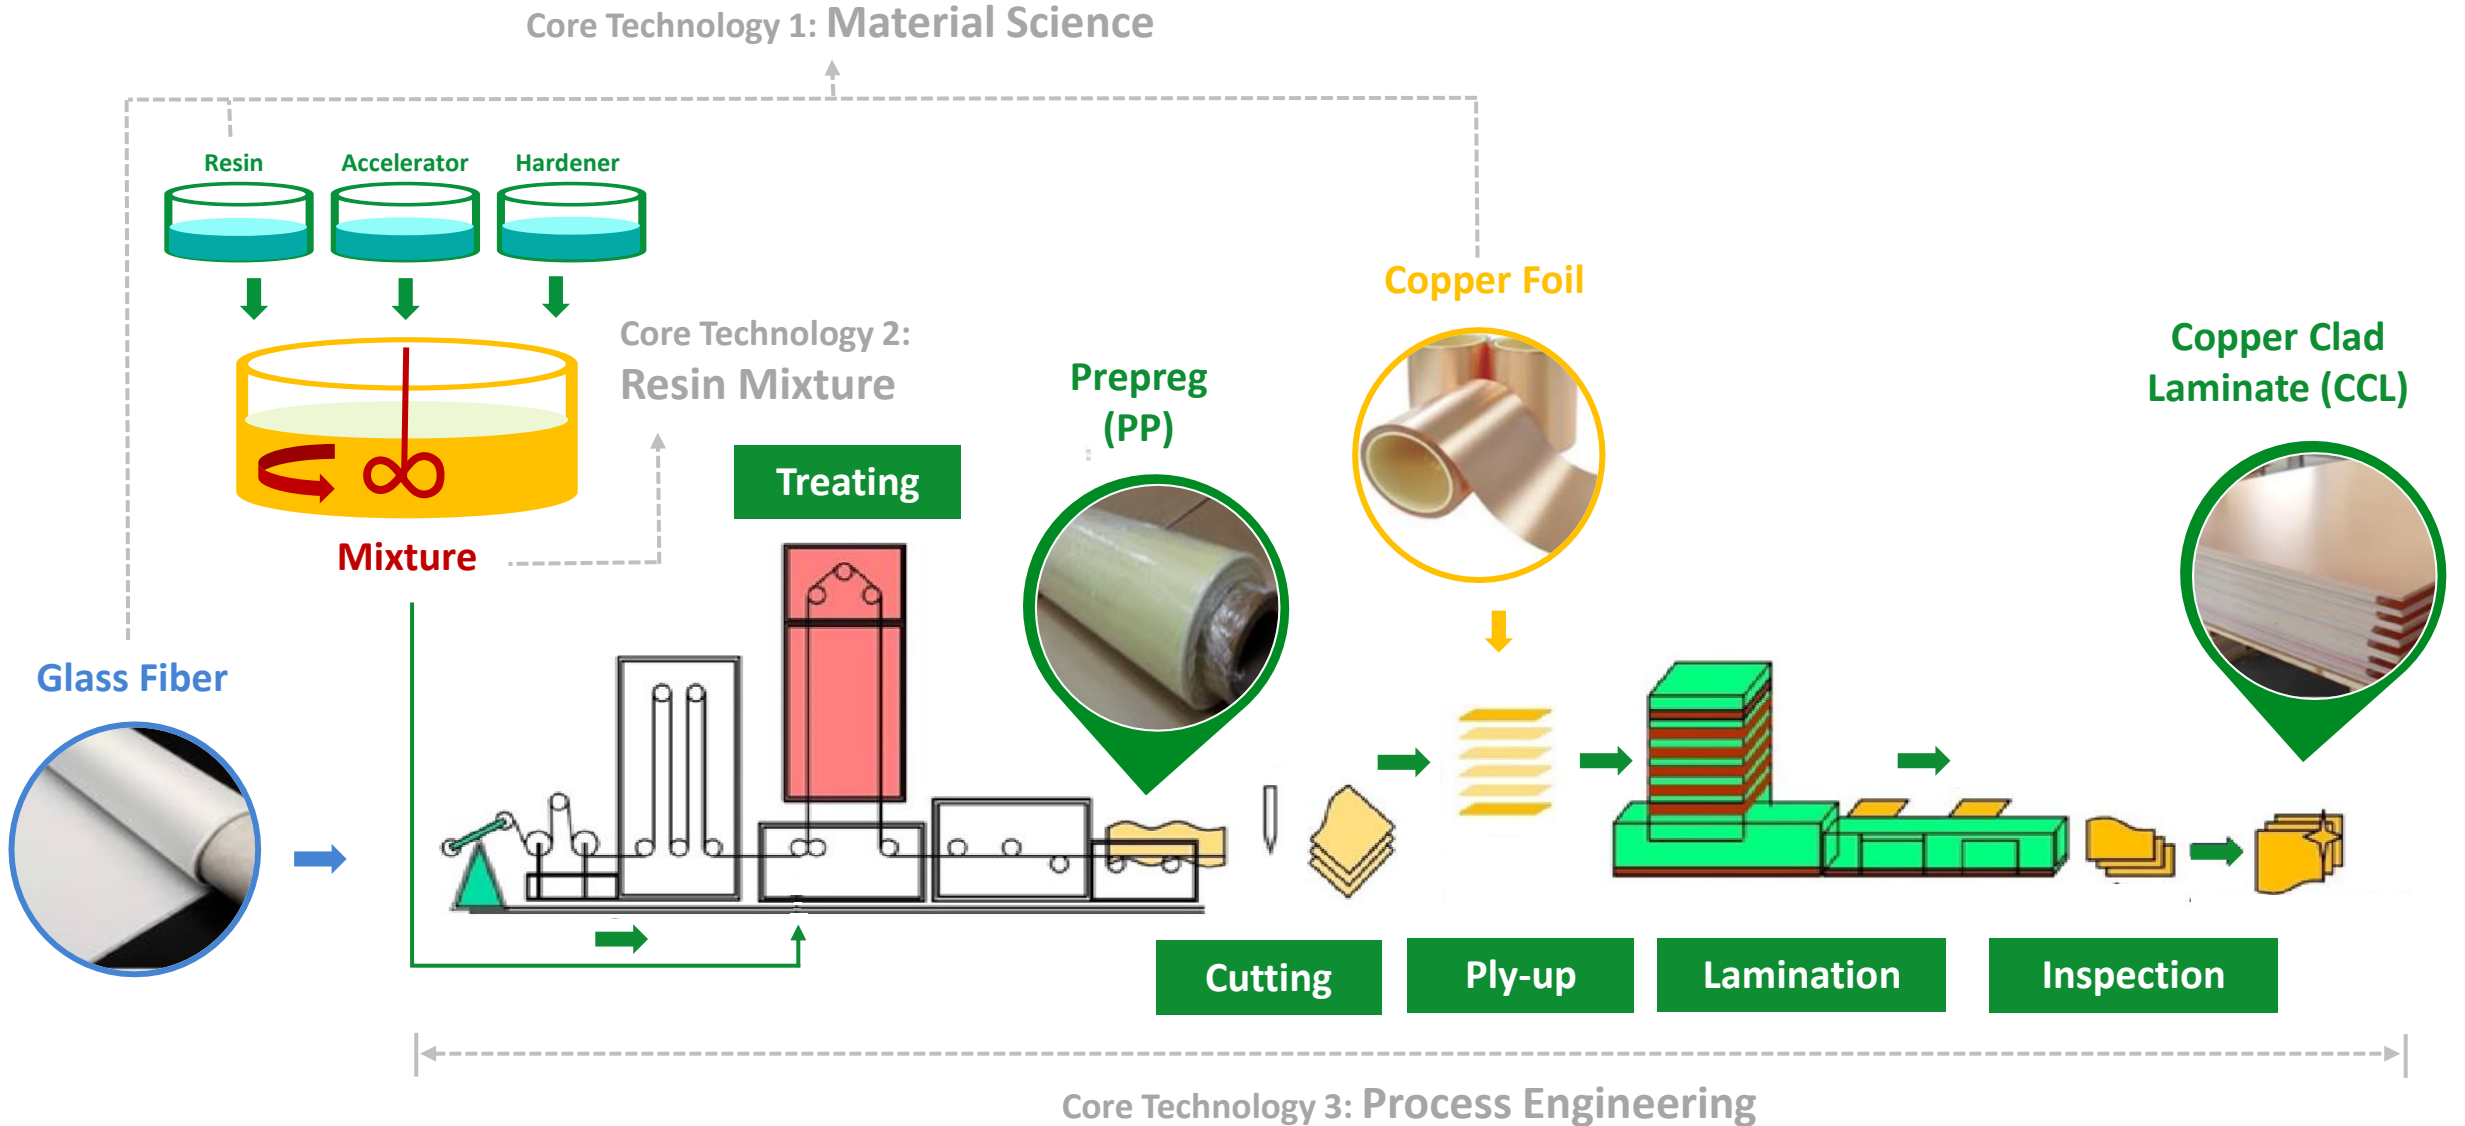 Core Technology 1: Material Science
Resin
Accelerator
Hardener
Copper Foil
Core Technology 2:
Resin Mixture
Copper Clad
Laminate (CCL)
Prepreg
(PP)
Treating
Mixture
Glass Fiber
Cutting
Ply-up
Lamination
Inspection
Core Technology 3: Process Engineering